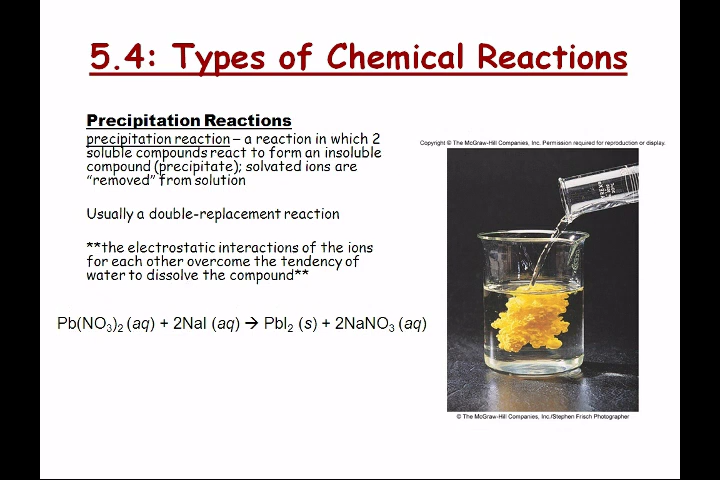 5.4: Types of Chemical Reactions
Precipitation Reactions
precipitation reaction – a reaction in which 2
soluble compounds react to form an insoluble
compound (precipitate); solvated ions are
“removed” from solution
Usually a double-replacement reaction
**the electrostatic interactions of the ions
for each other overcome the tendency of
water to dissolve the compound**
Pb(NO₃)₂ (aq) + 2NaI (aq) → PbI₂ (s) + 2NaNO₃ (aq)
Copyright © The McGraw-Hill Companies, Inc. Permission required for reproduction or display.
© The McGraw-Hill Companies, Inc./Stephen Frisch Photographer